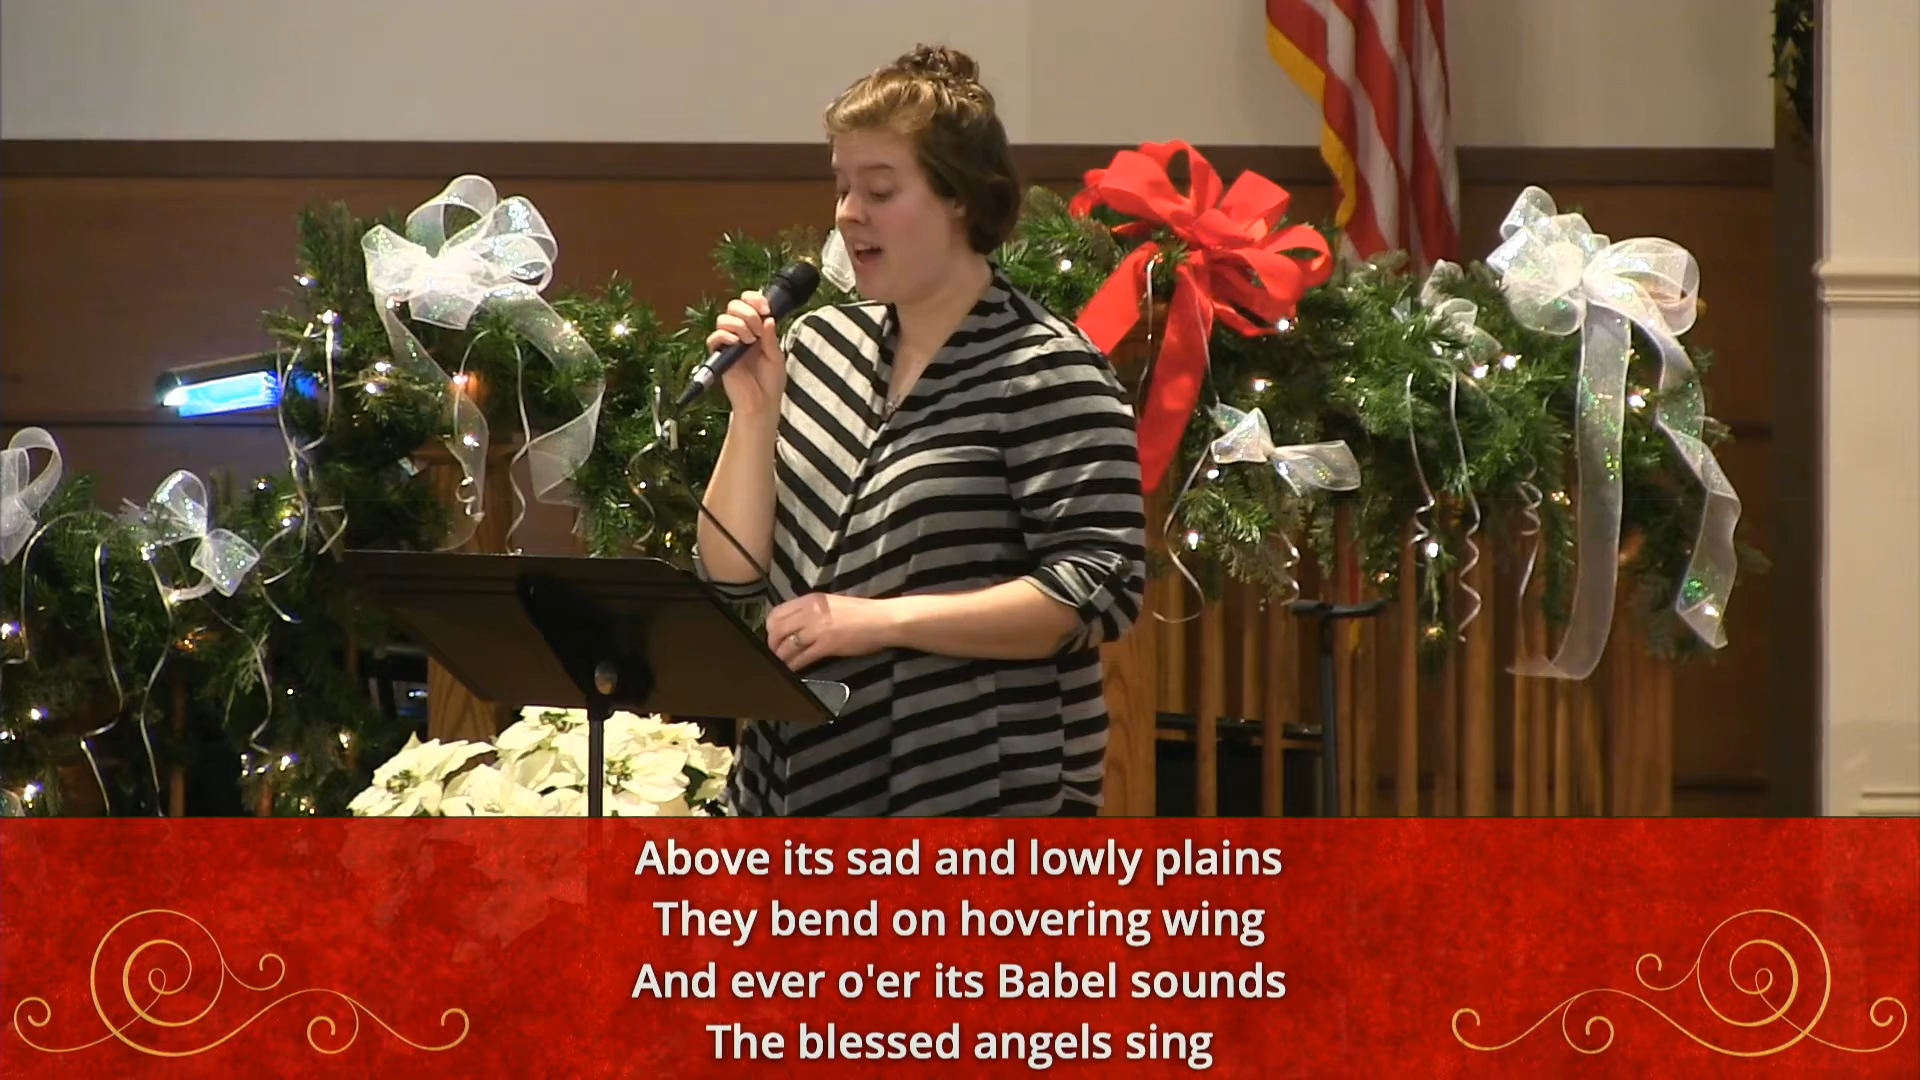 Above its sad and lowly plains
They bend on hovering wing
And ever o'er its Babel sounds
The blessed angels sing